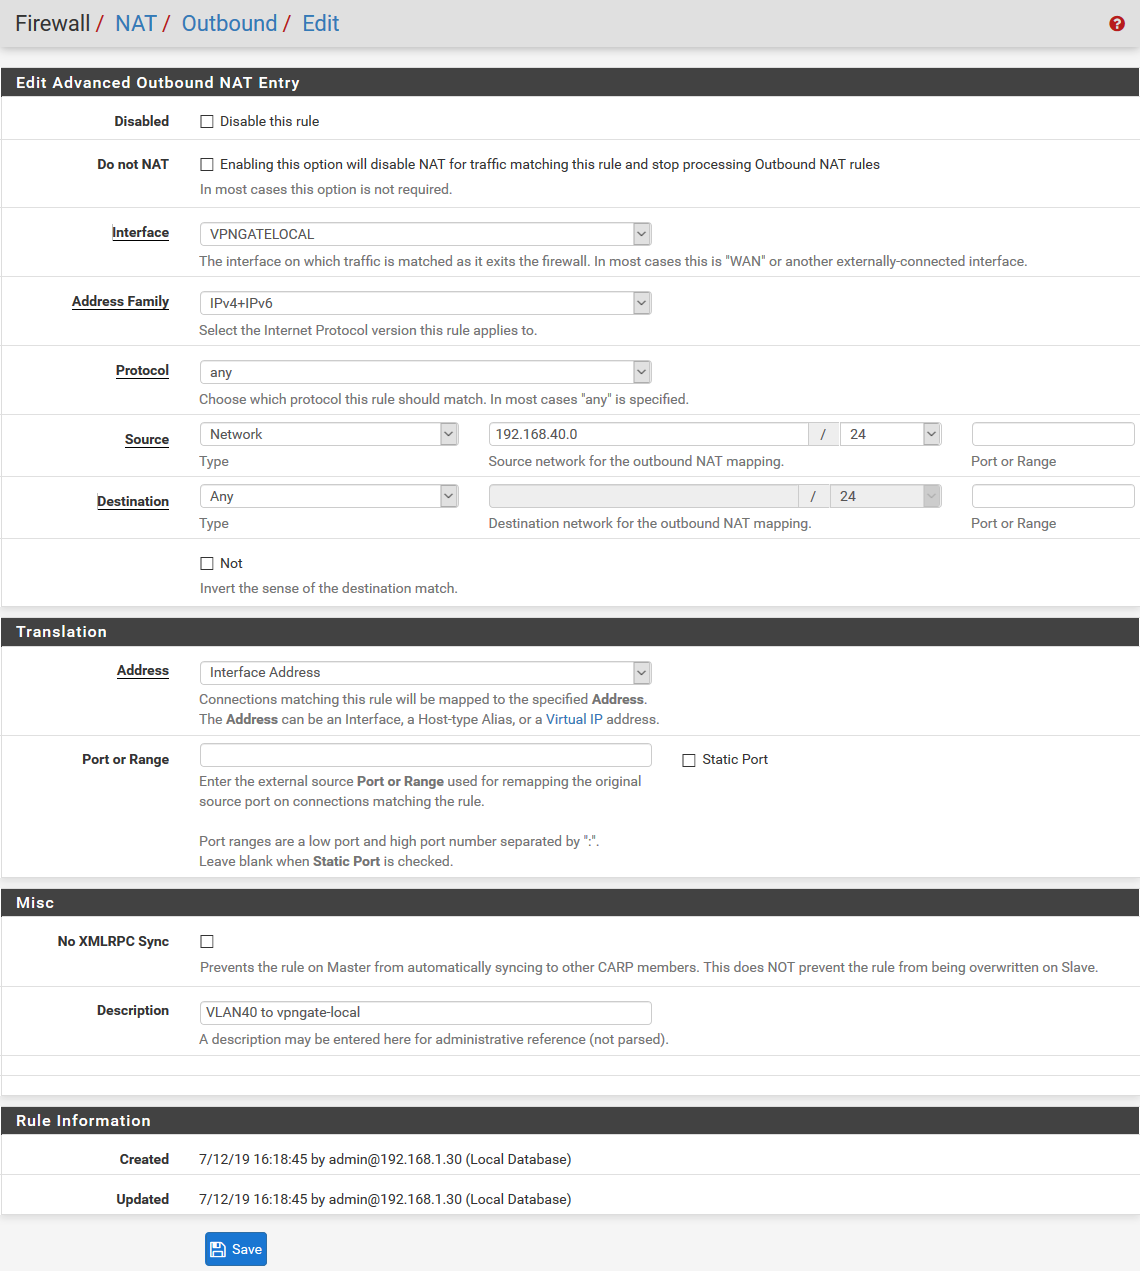 Firewall / NAT / Outbound / Edit
Edit Advanced Outbound NAT Entry
Disabled Disable this rule
Do not NAT Enabling this option will disable NAT for traffic matching this rule and stop processing Outbound NAT rules
In most cases this option is not required.
Interface VPNGATELOCAL
The interface on which traffic is matched as it exits the firewall. In most cases this is "WAN" or another externally-connected interface.
Address Family IPv4+IPv6
Select the Internet Protocol version this rule applies to.
Protocol any
Choose which protocol this rule should match. In most cases "any" is specified.
Source Network 192.168.40.0 / 24
Type Source network for the outbound NAT mapping. Port or Range
Destination Any / 24
Type Destination network for the outbound NAT mapping. Port or Range
Not
Invert the sense of the destination match.
Translation
Address Interface Address
Connections matching this rule will be mapped to the specified Address.
The Address can be an Interface, a Host-type Alias, or a Virtual IP address.
Port or Range Static Port
Enter the external source Port or Range used for remapping the original
source port on connections matching the rule.
Port ranges are a low port and high port number separated by ":".
Leave blank when Static Port is checked.
Misc
No XMLRPC Sync
Prevents the rule on Master from automatically syncing to other CARP members. This does NOT prevent the rule from being overwritten on Slave.
Description VLAN40 to vpngate-local
A description may be entered here for administrative reference (not parsed).
Rule Information
Created 7/12/19 16:18:45 by admin@192.168.1.30 (Local Database)
Updated 7/12/19 16:18:45 by admin@192.168.1.30 (Local Database)
Save